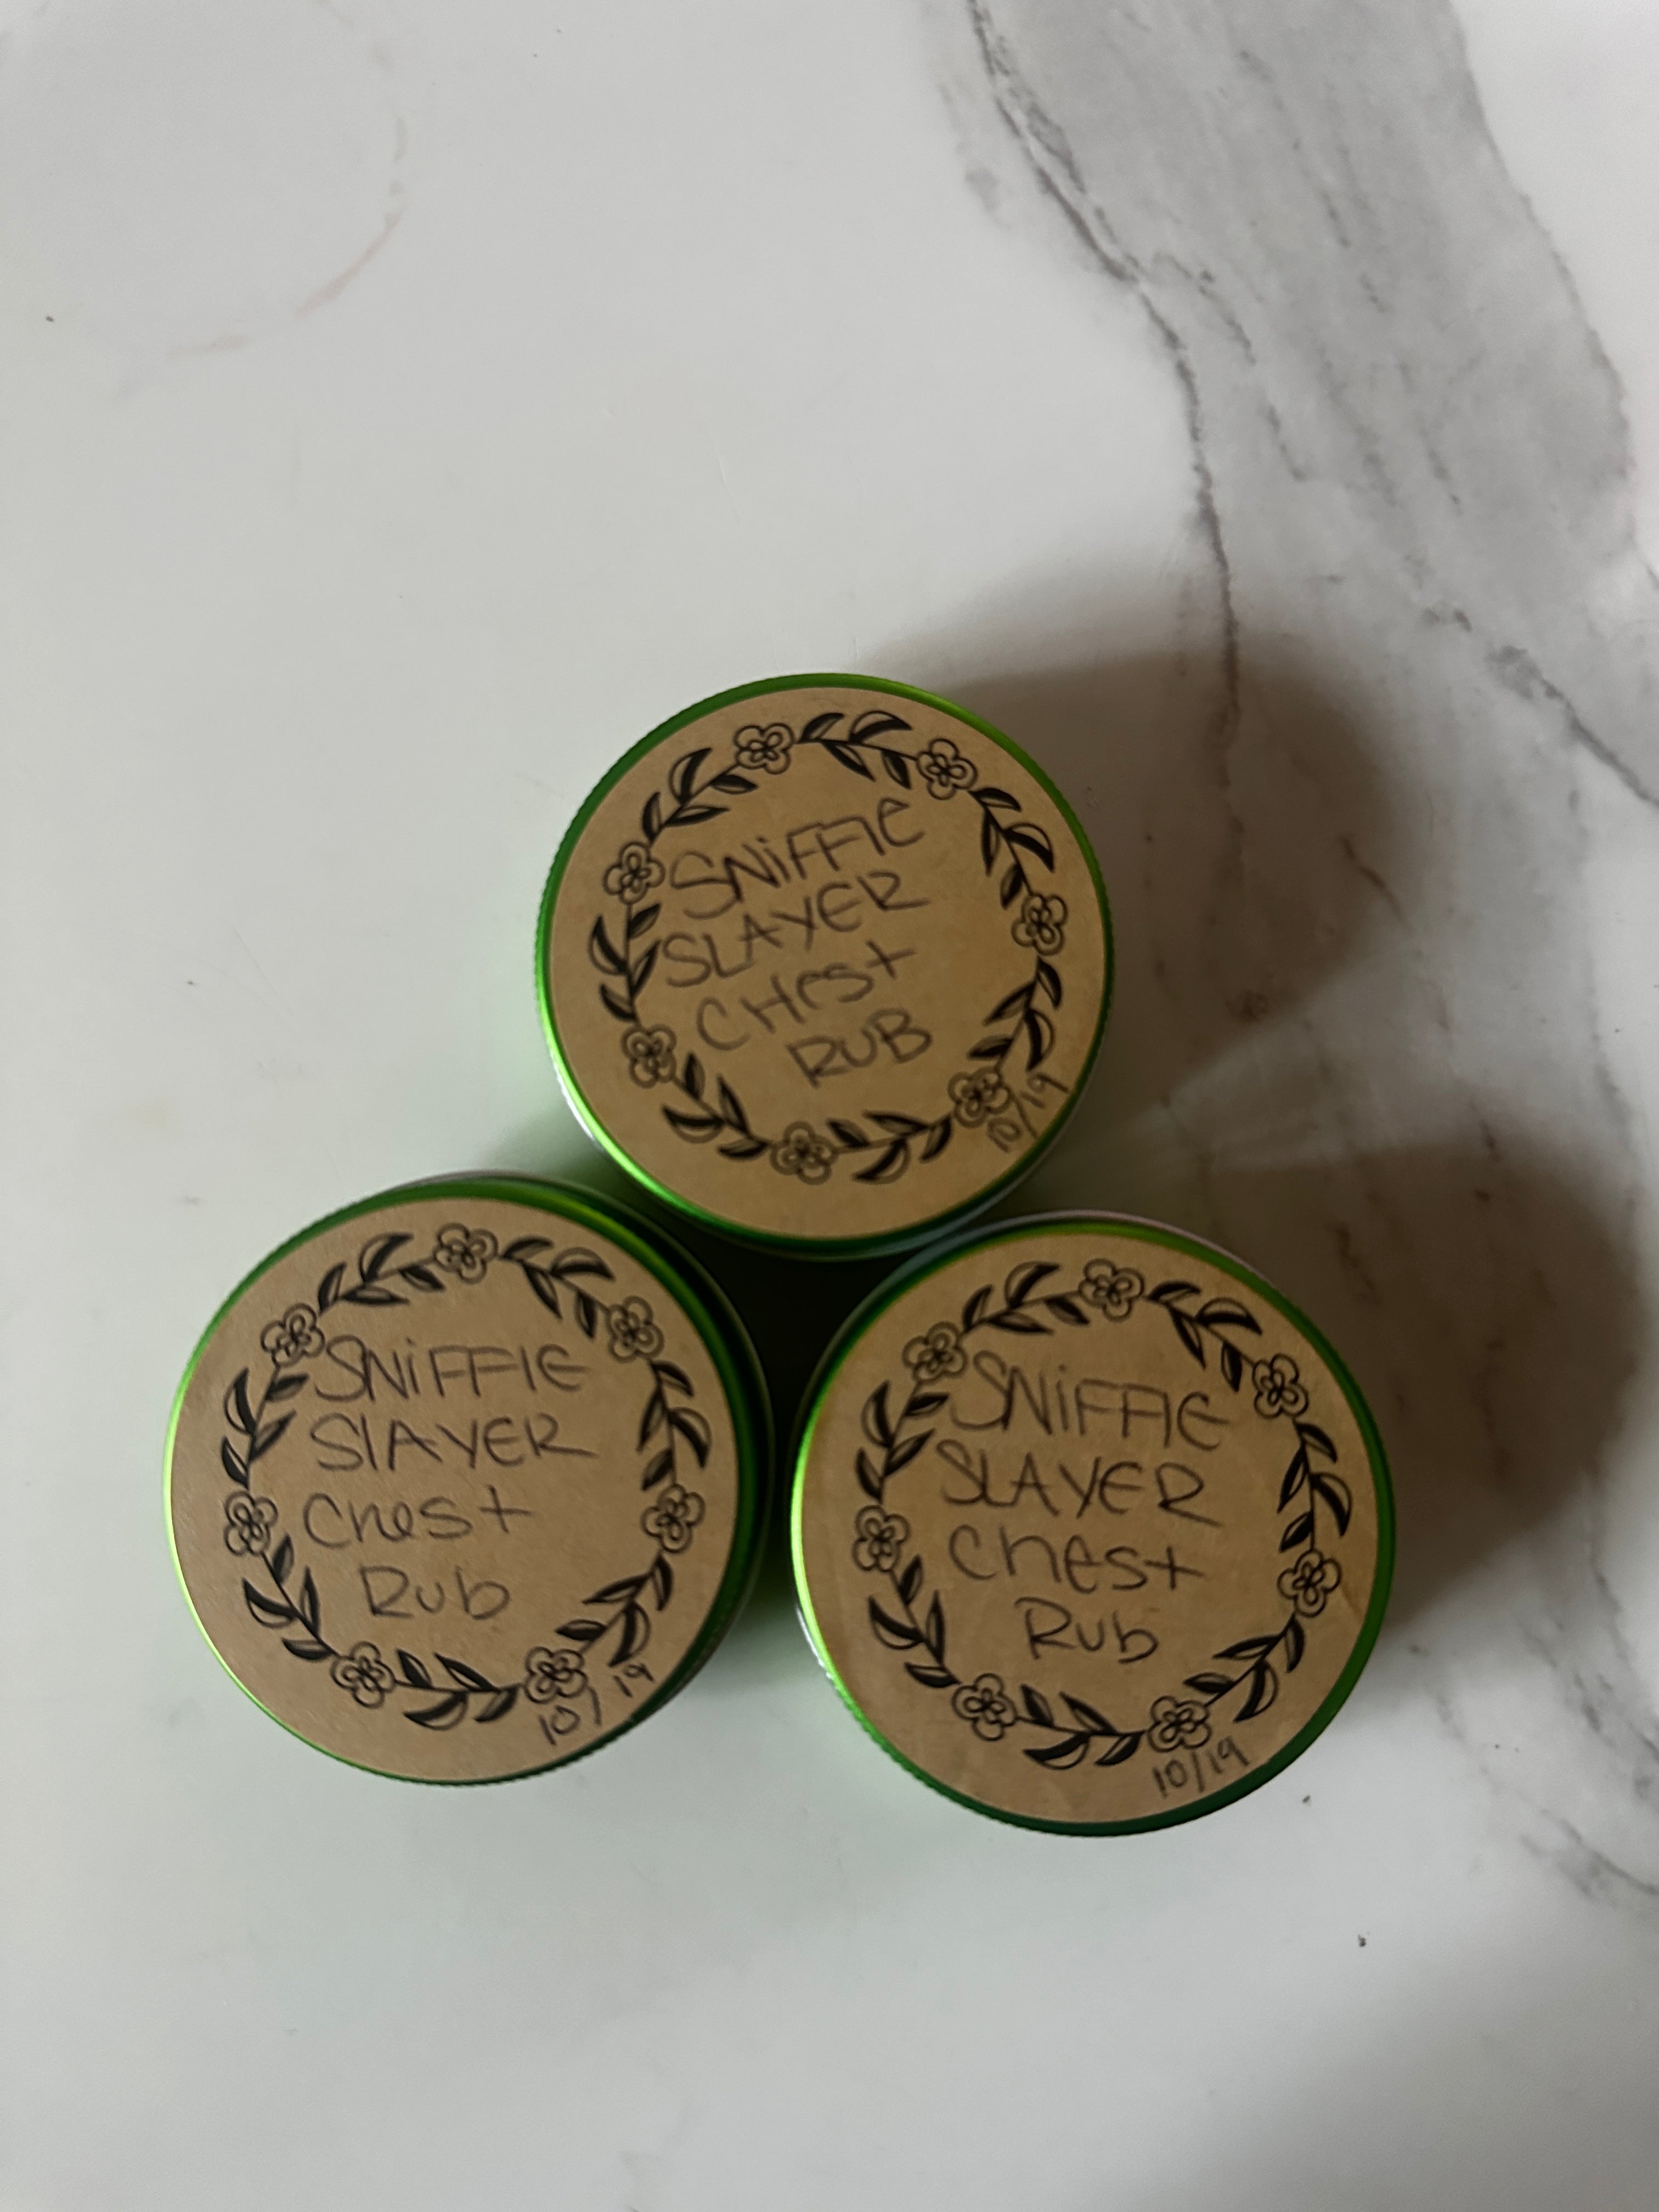 SNiFFIE
SLAYER
CHest
RUB
10/19
SNiFFIE
SlAYER
Chest
Rub
10/19
SNiFFIE
SLAYER
Chest
Rub
10/19